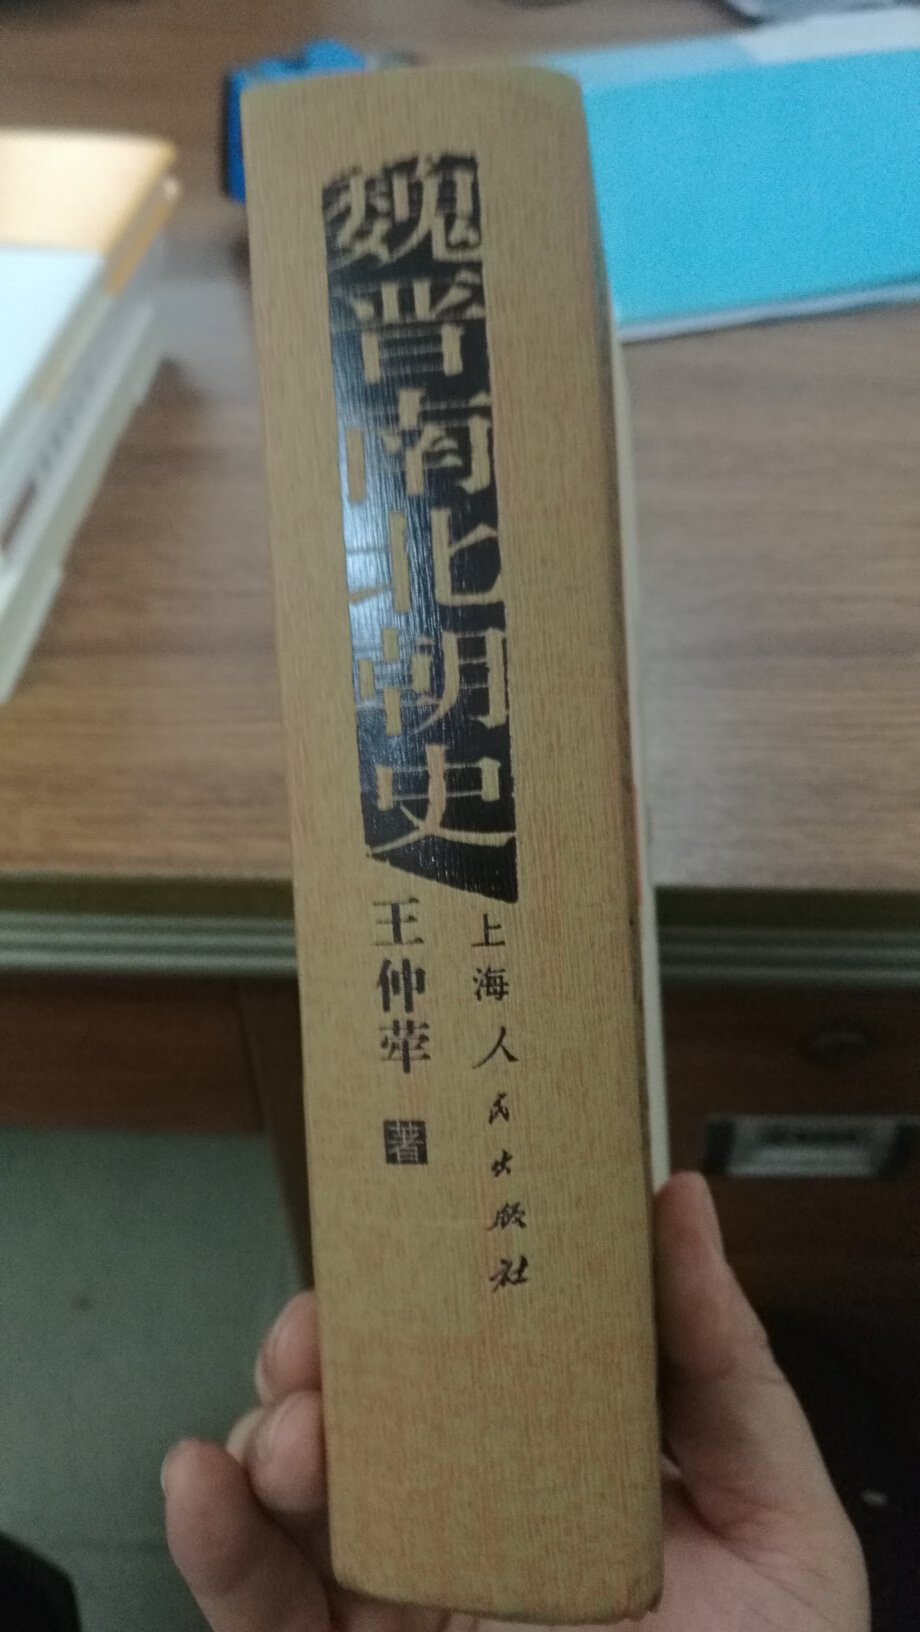 魏晋南北朝史
王仲荦 著
上海人民出版社